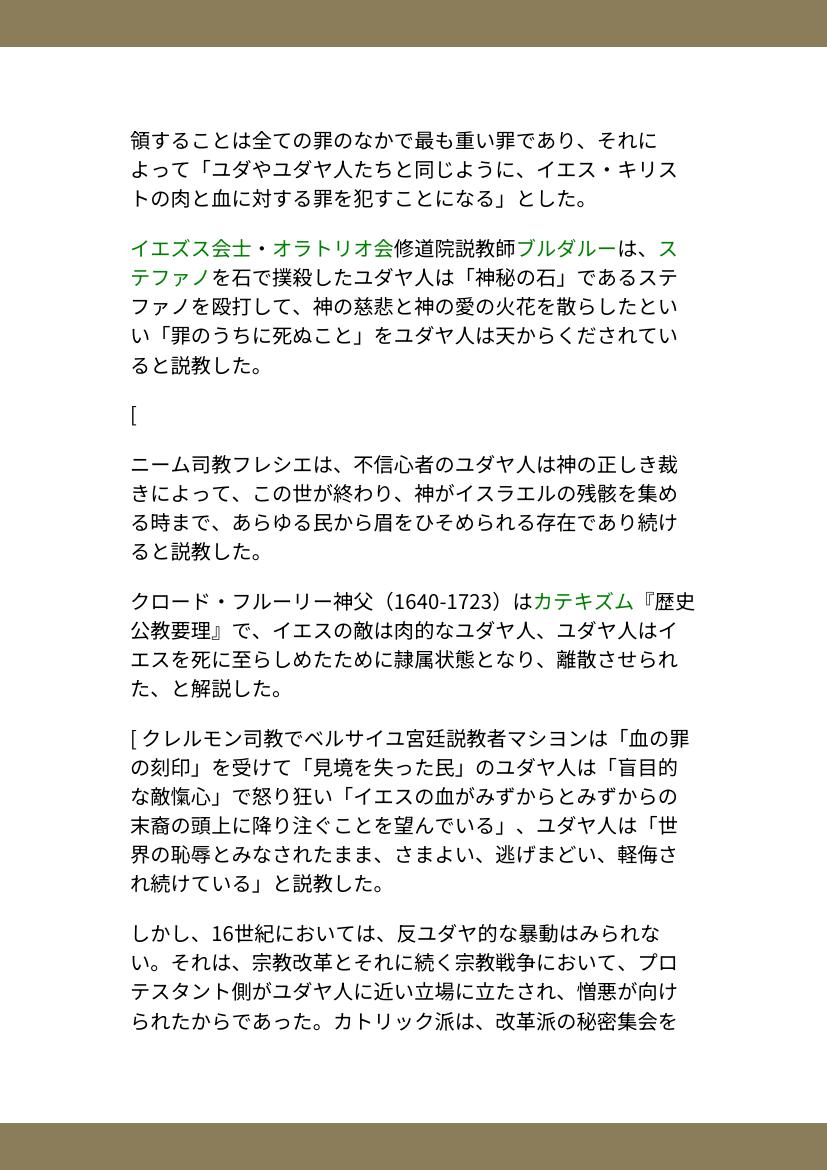 領することは全ての罪のなかで最も重い罪であり、それに
よって「ユダやユダヤ人たちと同じように、イエス・キリス
トの肉と血に対する罪を犯すことになる」とした。
イエズス会士・オラトリオ会修道院説教師ブルダルーは、ス
テファノを石で撲殺したユダヤ人は「神秘の石」であるステ
ファノを殴打して、神の慈悲と神の愛の火花を散らしたとい
い「罪のうちに死ぬこと」をユダヤ人は天からくだされてい
ると説教した。
[
ニーム司教フレシエは、不信心者のユダヤ人は神の正しき裁
きによって、この世が終わり、神がイスラエルの残骸を集め
る時まで、あらゆる民から眉をひそめられる存在であり続け
ると説教した。
クロード・フルーリー神父（1640-1723）はカテキズム『歴史
公教要理』で、イエスの敵は肉的なユダヤ人、ユダヤ人はイ
エスを死に至らしめたために隷属状態となり、離散させられ
た、と解説した。
[ クレルモン司教でベルサイユ宮廷説教者マシヨンは「血の罪
の刻印」を受けて「見境を失った民」のユダヤ人は「盲目的
な敵愾心」で怒り狂い「イエスの血がみずからとみずからの
末裔の頭上に降り注ぐことを望んでいる」、ユダヤ人は「世
界の恥辱とみなされたまま、さまよい、逃げまどい、軽侮さ
れ続けている」と説教した。
しかし、16世紀においては、反ユダヤ的な暴動はみられな
い。それは、宗教改革とそれに続く宗教戦争において、プロ
テスタント側がユダヤ人に近い立場に立たされ、憎悪が向け
られたからであった。カトリック派は、改革派の秘密集会を